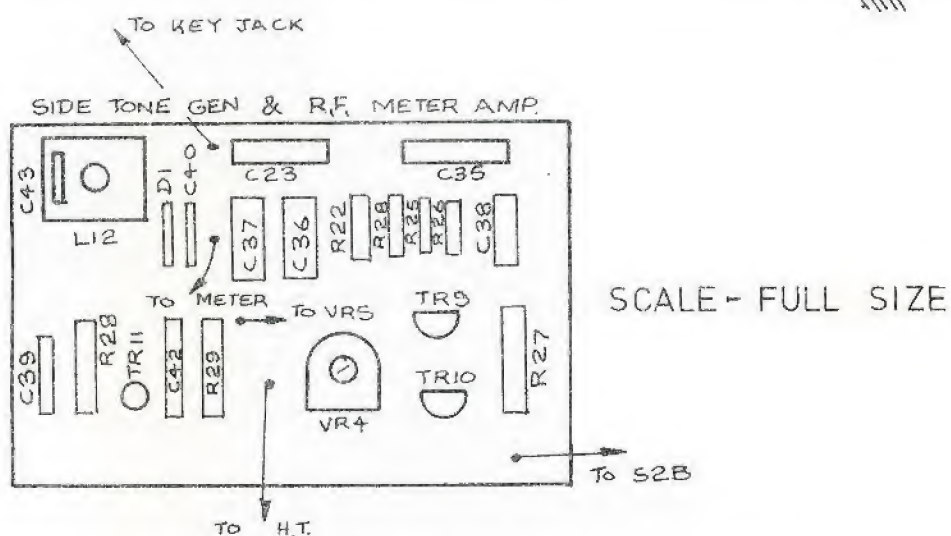 TO KEY JACK
SIDE TONE GEN & R.F. METER AMP.
C43
L12
D1
C40
C23
C35
C37
C36
R22
R28
R25
R26
C38
TO METER
TO VR5
TR9
SCALE - FULL SIZE
C39
R28
TR11
C42
R29
VR4
TR10
R27
TO S2B
TO H.T.